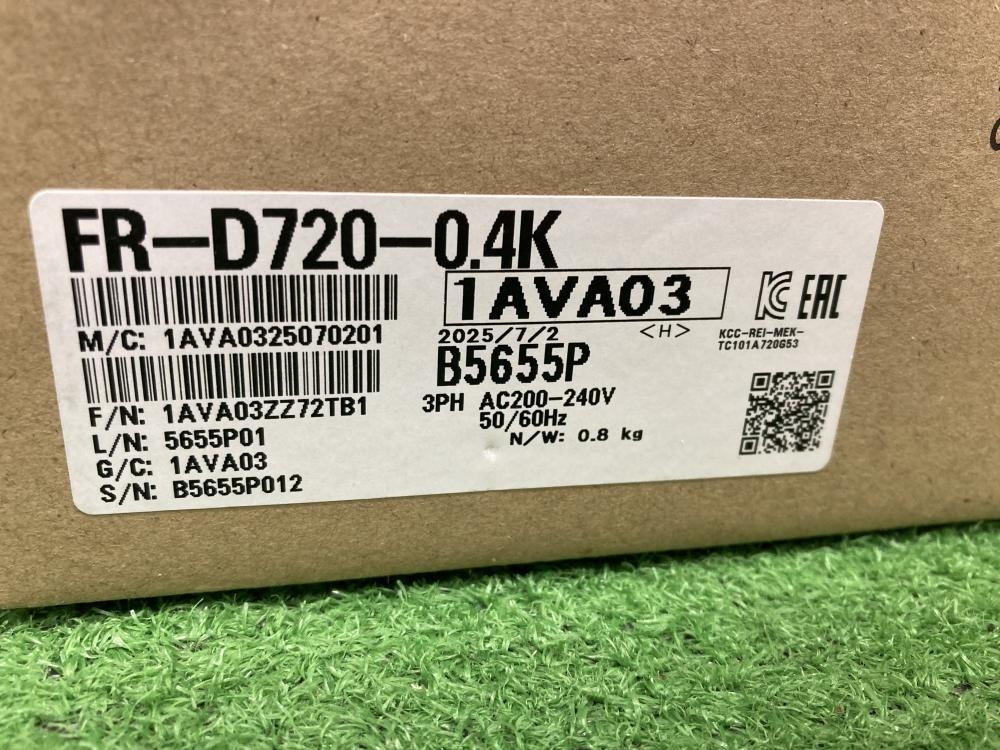 FR-D720-0.4K
1AVA03
M/C: 1AVA0325070201
2025/7/2 <H>
B5655P
F/N: 1AVA03ZZ72TB1
L/N: 5655P01
G/C: 1AVA03
S/N: B5655P012
3PH AC200-240V
50/60Hz
N/W: 0.8 kg
EAC
KCC-REI-MEK-
TC101A720G53